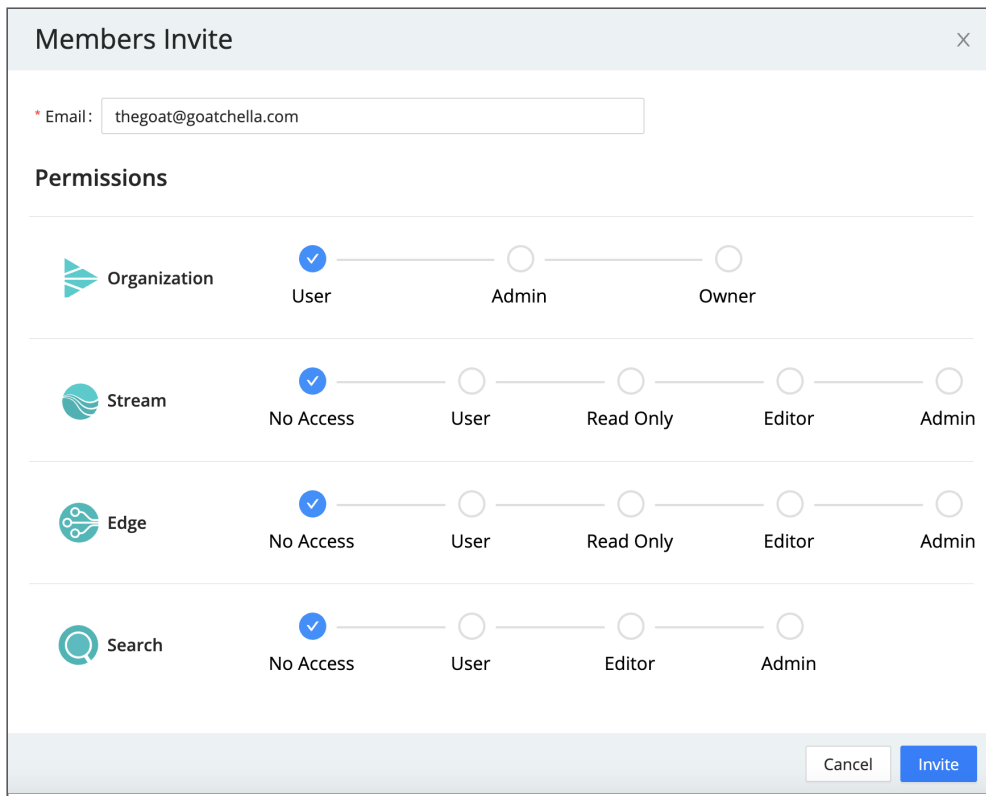 Members Invite
* Email: thegoat@goatchella.com
Permissions
Organization
User Admin Owner
Stream
No Access User Read Only Editor Admin
Edge
No Access User Read Only Editor Admin
Search
No Access User Editor Admin
Cancel Invite